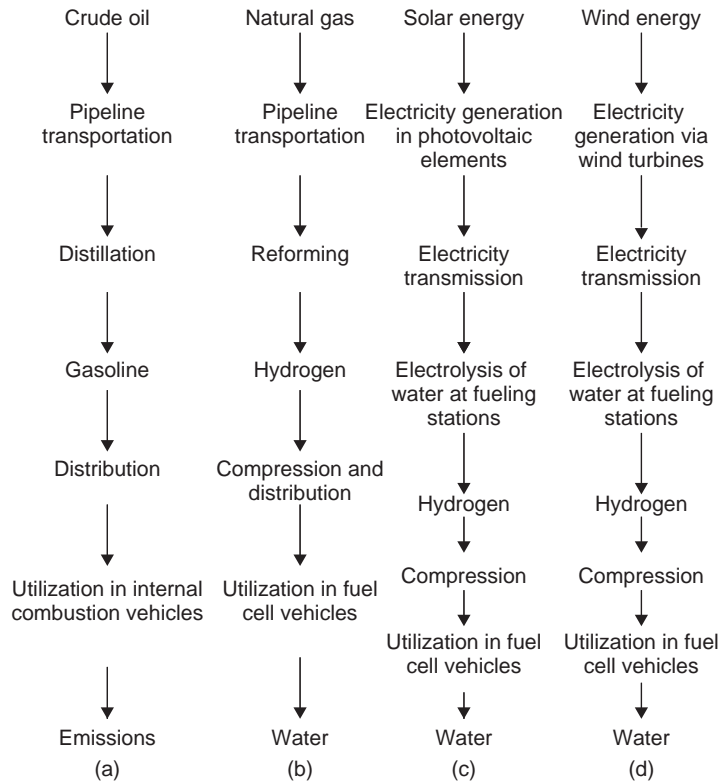 Crude oil
Pipeline
transportation
Distillation
Gasoline
Distribution
Utilization in internal
combustion vehicles
Emissions
(a)
Natural gas
Pipeline
transportation
Reforming
Hydrogen
Compression and
distribution
Utilization in fuel
cell vehicles
Water
(b)
Solar energy
Electricity generation
in photovoltaic
elements
Electricity
transmission
Electrolysis of
water at fueling
stations
Hydrogen
Compression
Utilization in fuel
cell vehicles
Water
(c)
Wind energy
Electricity
generation via
wind turbines
Electricity
transmission
Electrolysis of
water at fueling
stations
Hydrogen
Compression
Utilization in fuel
cell vehicles
Water
(d)